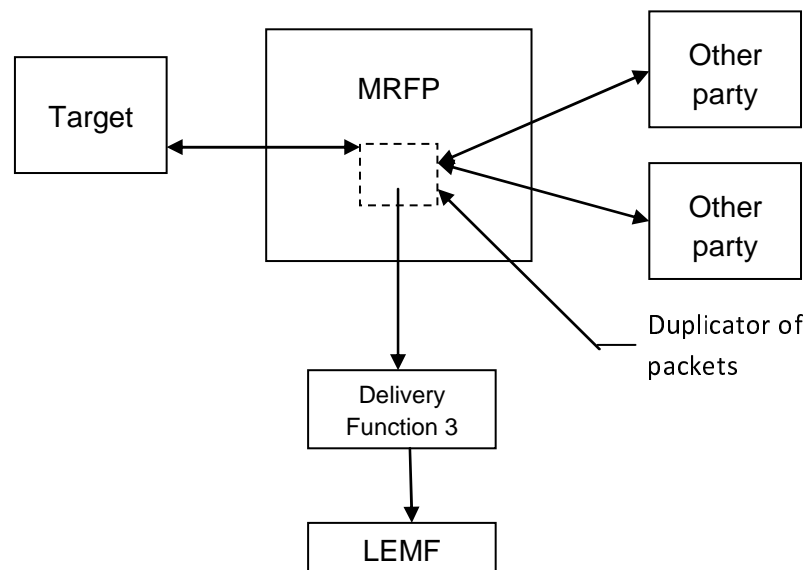 Target
MRFP
Other
party
Other
party
Duplicator of
packets
Delivery
Function 3
LEMF